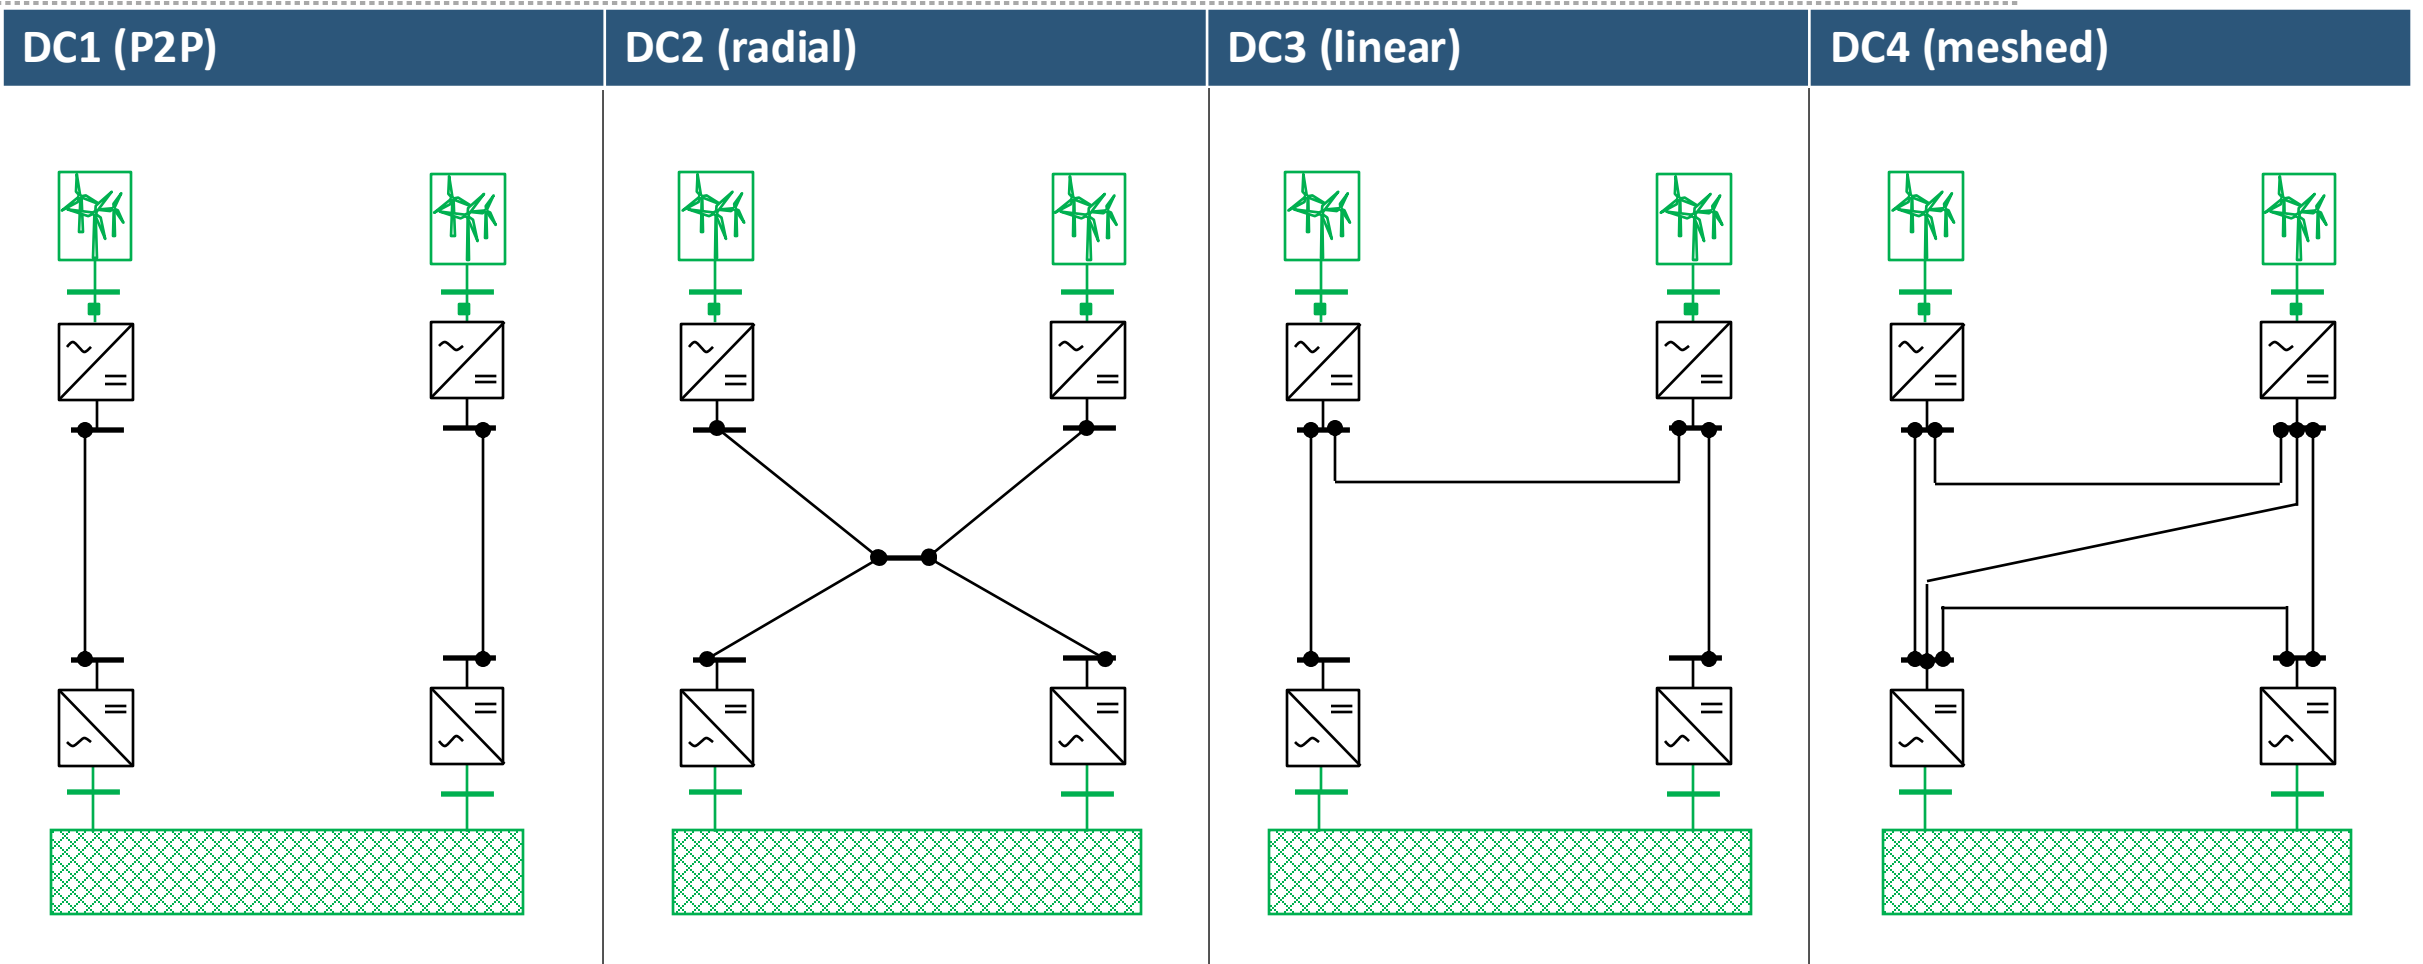 DC1 (P2P)
DC2 (radial)
DC3 (linear)
DC4 (meshed)